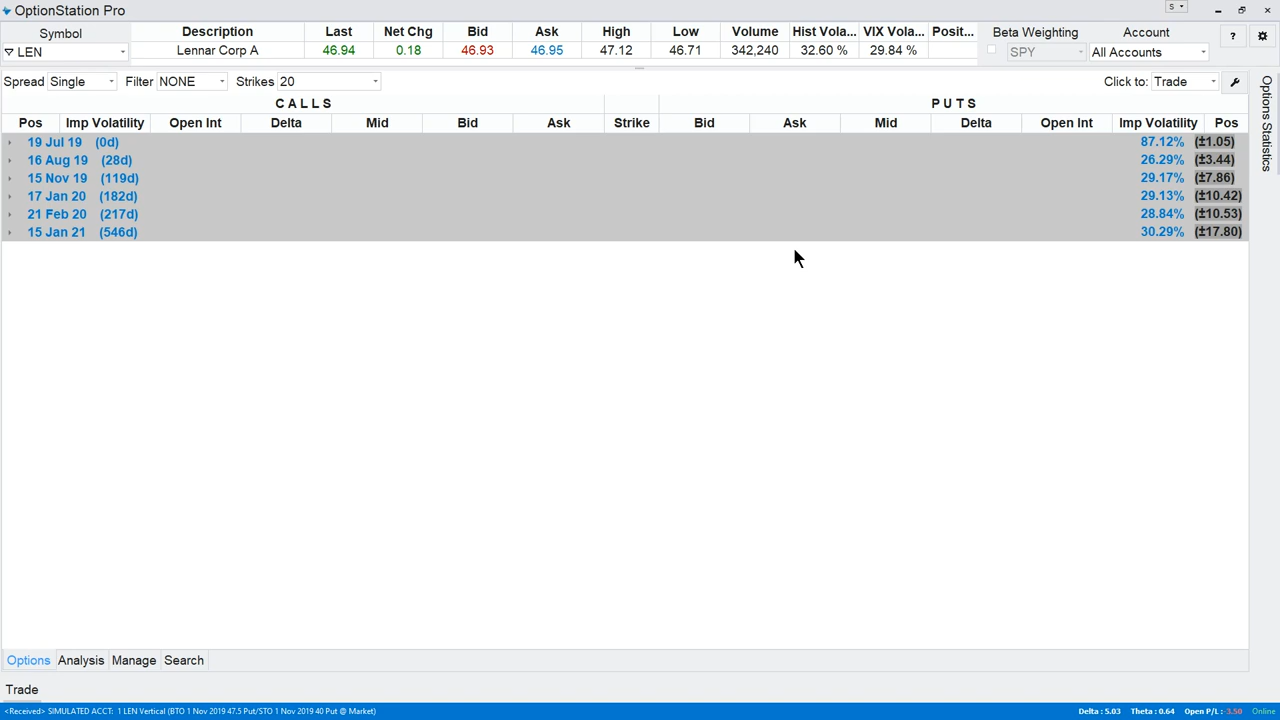 OptionStation Pro
S
Symbol Description Last Net Chg Bid Ask High Low Volume Hist Vola... VIX Vola... Posit... Beta Weighting Account ?
LEN Lennar Corp A 46.94 0.18 46.93 46.95 47.12 46.71 342,240 32.60 % 29.84 % SPY All Accounts
Spread Single Filter NONE Strikes 20 Click to: Trade
CALLS PUTS
Pos Imp Volatility Open Int Delta Mid Bid Ask Strike Bid Ask Mid Delta Open Int Imp Volatility Pos
19 Jul 19 (0d) 87.12% (±1.05)
16 Aug 19 (28d) 26.29% (±3.44)
15 Nov 19 (119d) 29.17% (±7.86)
17 Jan 20 (182d) 29.13% (±10.42)
21 Feb 20 (217d) 28.84% (±10.53)
15 Jan 21 (546d) 30.29% (±17.80)
Options Statistics
Options Analysis Manage Search
Trade
<Received> SIMULATED ACCT: 1 LEN Vertical (BTO 1 Nov 2019 47.5 Put/STO 1 Nov 2019 40 Put @ Market) Delta : 5.03 Theta : 0.64 Open P/L : -3.50 Online